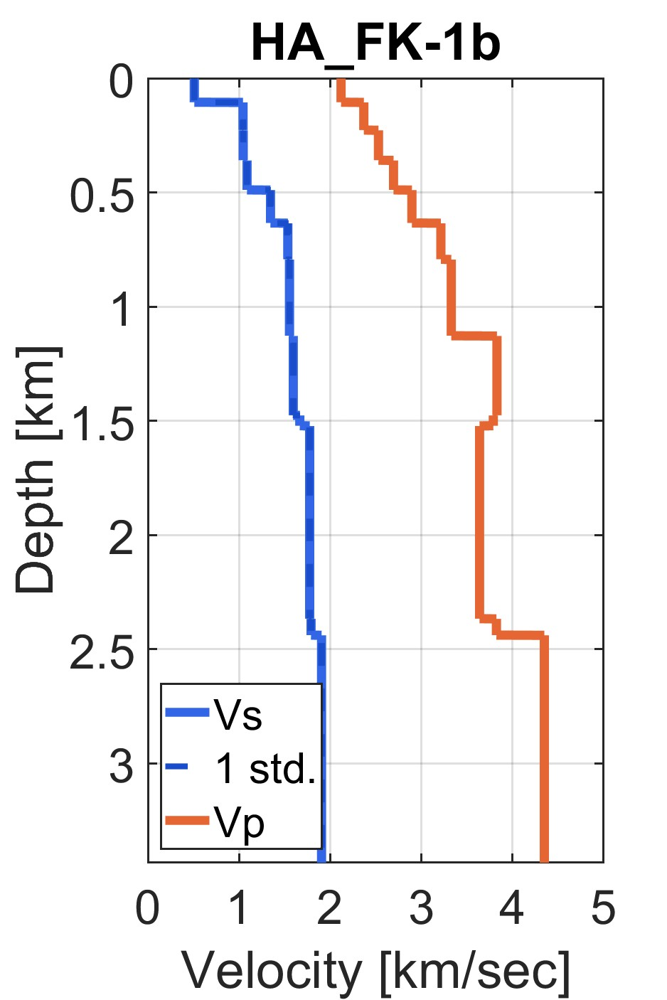 HA_FK-1b
0
0.5
1
1.5
2
2.5
3
Depth [km]
Vs
1 std.
Vp
0 1 2 3 4 5
Velocity [km/sec]